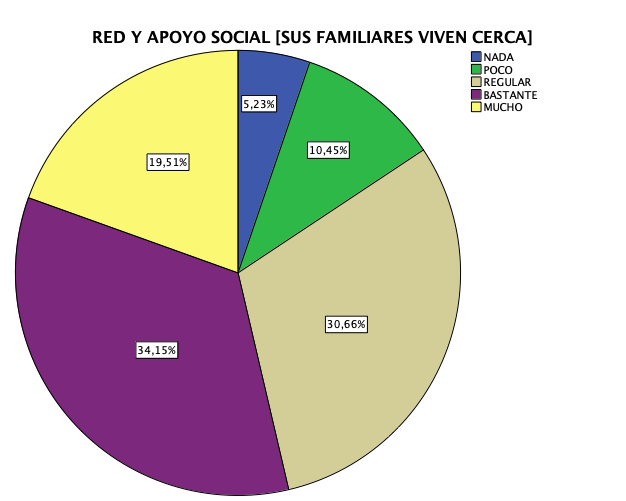 RED Y APOYO SOCIAL [SUS FAMILIARES VIVEN CERCA]
NADA
POCO
REGULAR
BASTANTE
MUCHO
5,23%
10,45%
19,51%
30,66%
34,15%